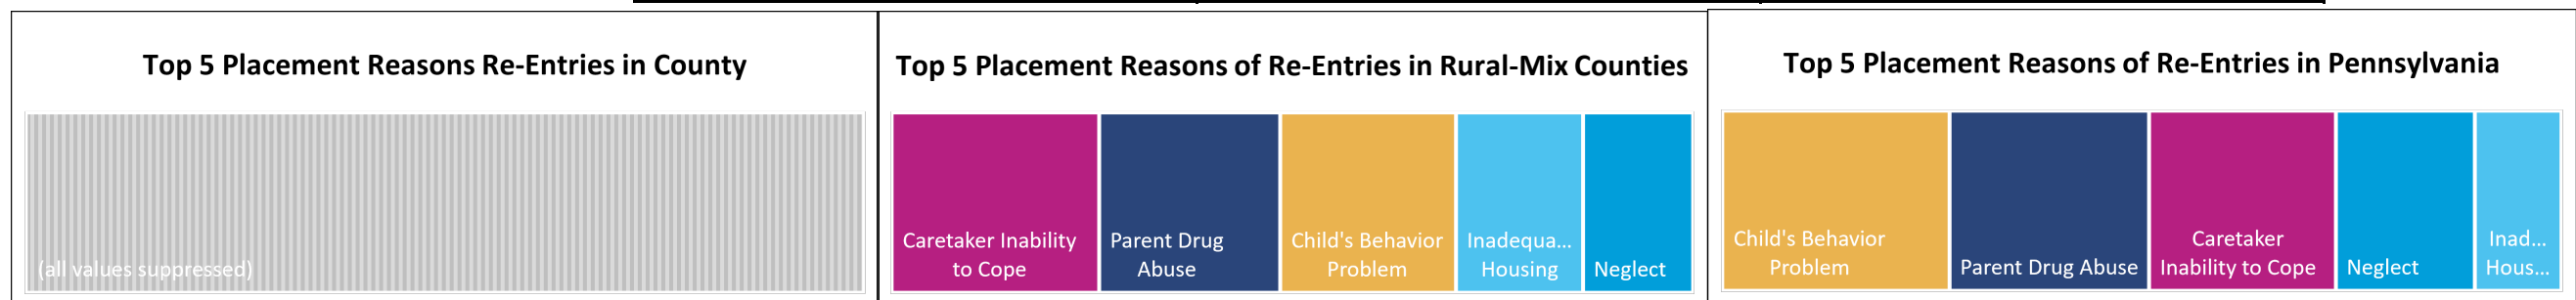 Top 5 Placement Reasons Re-Entries in County
(all values suppressed)
Top 5 Placement Reasons of Re-Entries in Rural-Mix Counties
Caretaker Inability
to Cope
Parent Drug
Abuse
Child's Behavior
Problem
Inadequa...
Housing
Neglect
Top 5 Placement Reasons of Re-Entries in Pennsylvania
Child's Behavior
Problem
Parent Drug Abuse
Caretaker
Inability to Cope
Neglect
Inad...
Hous...